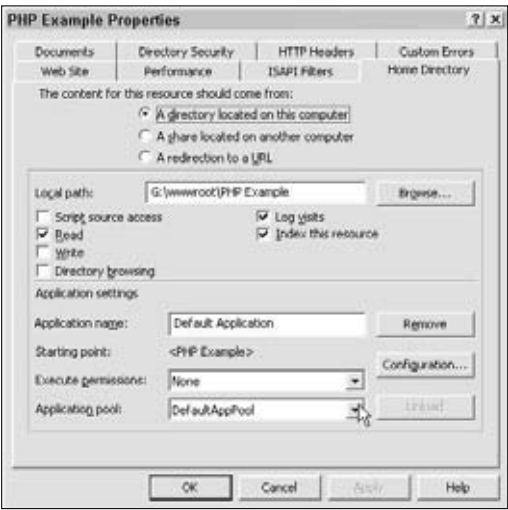 PHP Example Properties
Documents Directory Security HTTP Headers Custom Errors
Web Site Performance ISAPI Filters Home Directory
The content for this resource should come from:
A directory located on this computer
A share located on another computer
A redirection to a URL
Local path: G:\wwwroot\PHP Example Browse...
Script source access Log visits
Read Index this resource
Write
Directory browsing
Application settings
Application name: Default Application Remove
Starting point: <PHP Example>
Configuration...
Execute permissions: None
Application pool: DefaultAppPool Unload
OK Cancel Apply Help